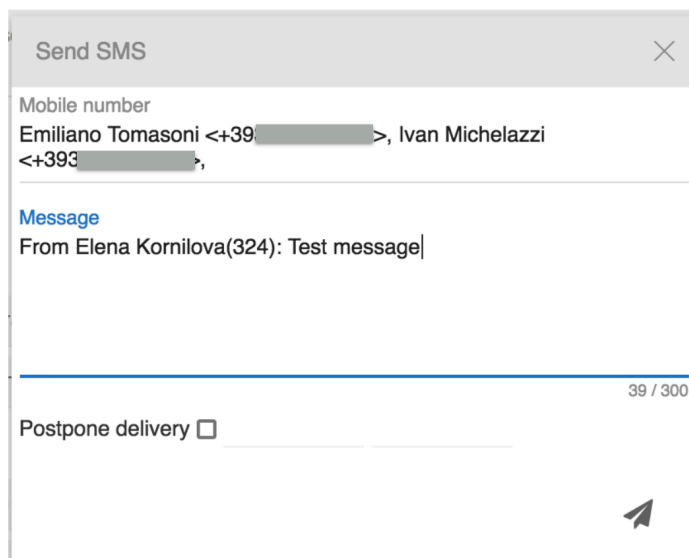 Send SMS
Mobile number
Emiliano Tomasoni <+39 >, Ivan Michelazzi
<+393 >,
Message
From Elena Kornilova(324): Test message
39 / 300
Postpone delivery